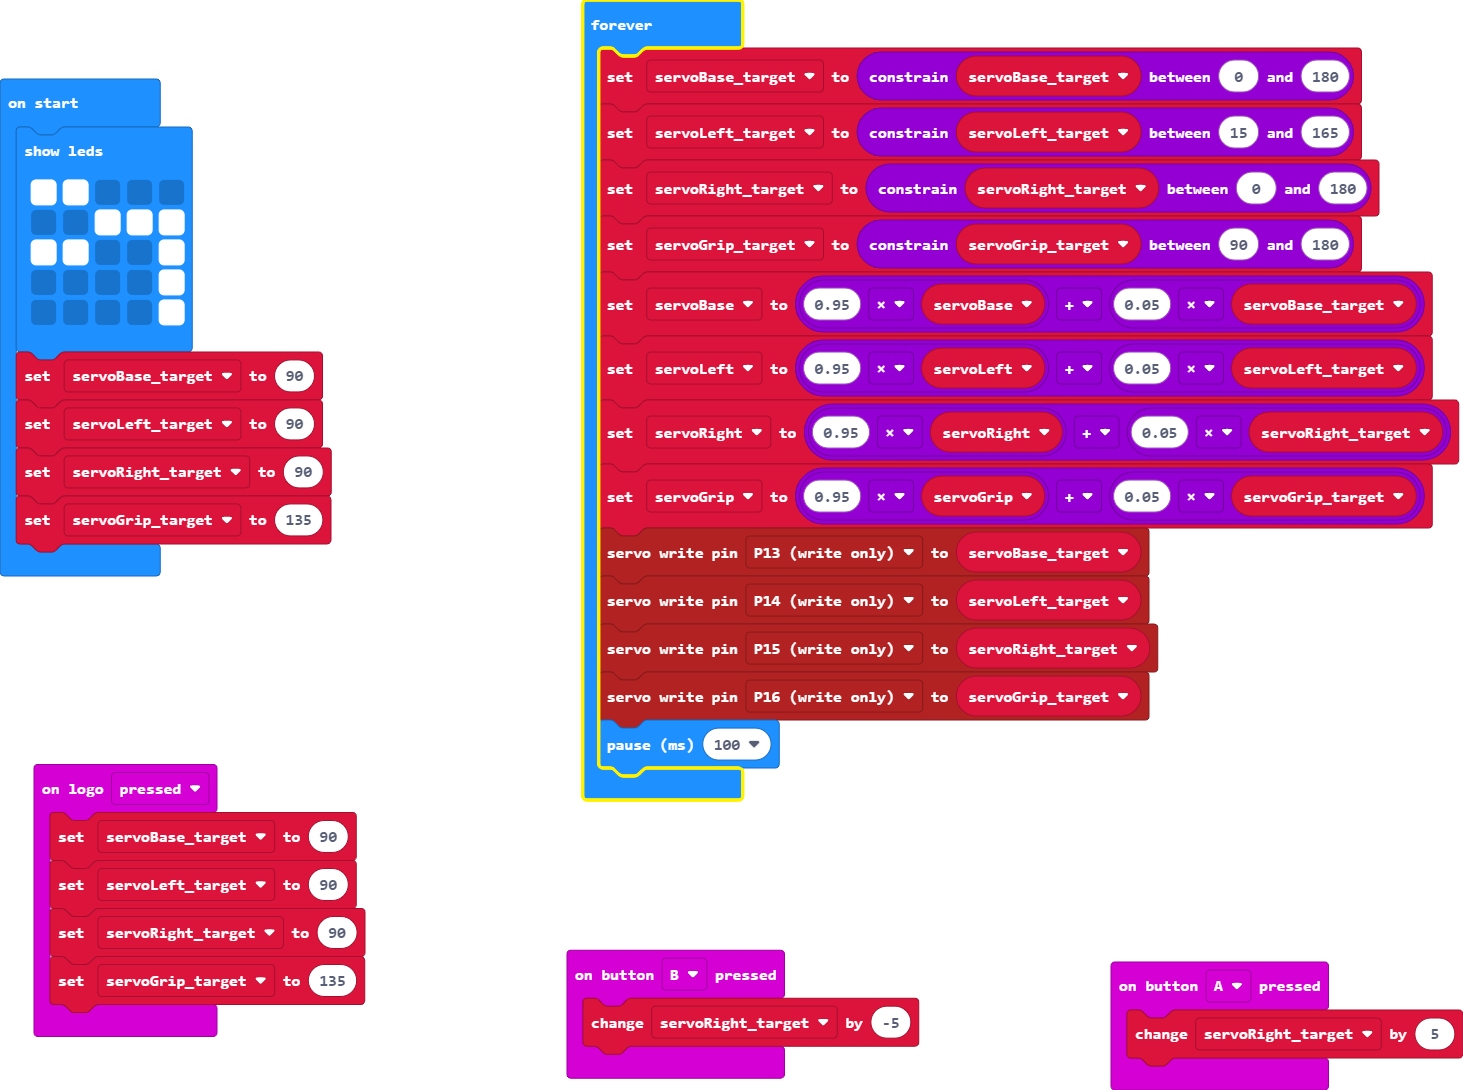 on start
show leds
set servoBase_target to 90
set servoLeft_target to 90
set servoRight_target to 90
set servoGrip_target to 135
forever
set servoBase_target to constrain servoBase_target between 0 and 180
set servoLeft_target to constrain servoLeft_target between 15 and 165
set servoRight_target to constrain servoRight_target between 0 and 180
set servoGrip_target to constrain servoGrip_target between 90 and 180
set servoBase to 0.95 × servoBase + 0.05 × servoBase_target
set servoLeft to 0.95 × servoLeft + 0.05 × servoLeft_target
set servoRight to 0.95 × servoRight + 0.05 × servoRight_target
set servoGrip to 0.95 × servoGrip + 0.05 × servoGrip_target
servo write pin P13 (write only) to servoBase_target
servo write pin P14 (write only) to servoLeft_target
servo write pin P15 (write only) to servoRight_target
servo write pin P16 (write only) to servoGrip_target
pause (ms) 100
on logo pressed
set servoBase_target to 90
set servoLeft_target to 90
set servoRight_target to 90
set servoGrip_target to 135
on button B pressed
change servoRight_target by -5
on button A pressed
change servoRight_target by 5